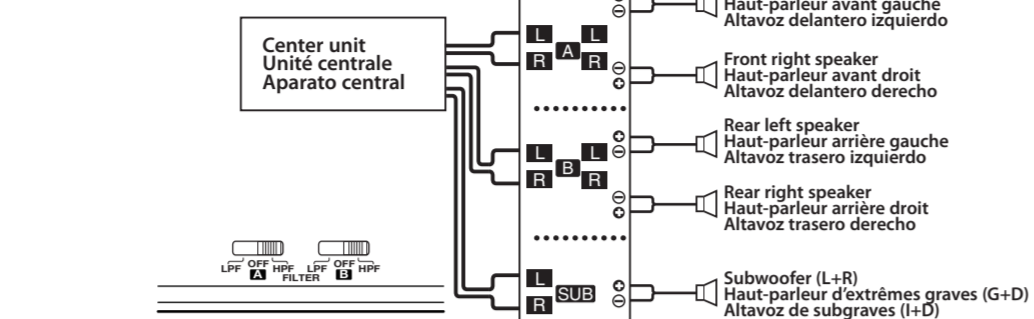 Haut-parleur avant gauche
Altavoz delantero izquierdo
Center unit
Unité centrale
Aparato central
L A L
R R
Front right speaker
Haut-parleur avant droit
Altavoz delantero derecho
Rear left speaker
Haut-parleur arrière gauche
Altavoz trasero izquierdo
L B L
R R
Rear right speaker
Haut-parleur arrière droit
Altavoz trasero derecho
LPF OFF HPF LPF OFF HPF
A FILTER B
L
R SUB
Subwoofer (L+R)
Haut-parleur d’extrêmes graves (G+D)
Altavoz de subgraves (I+D)